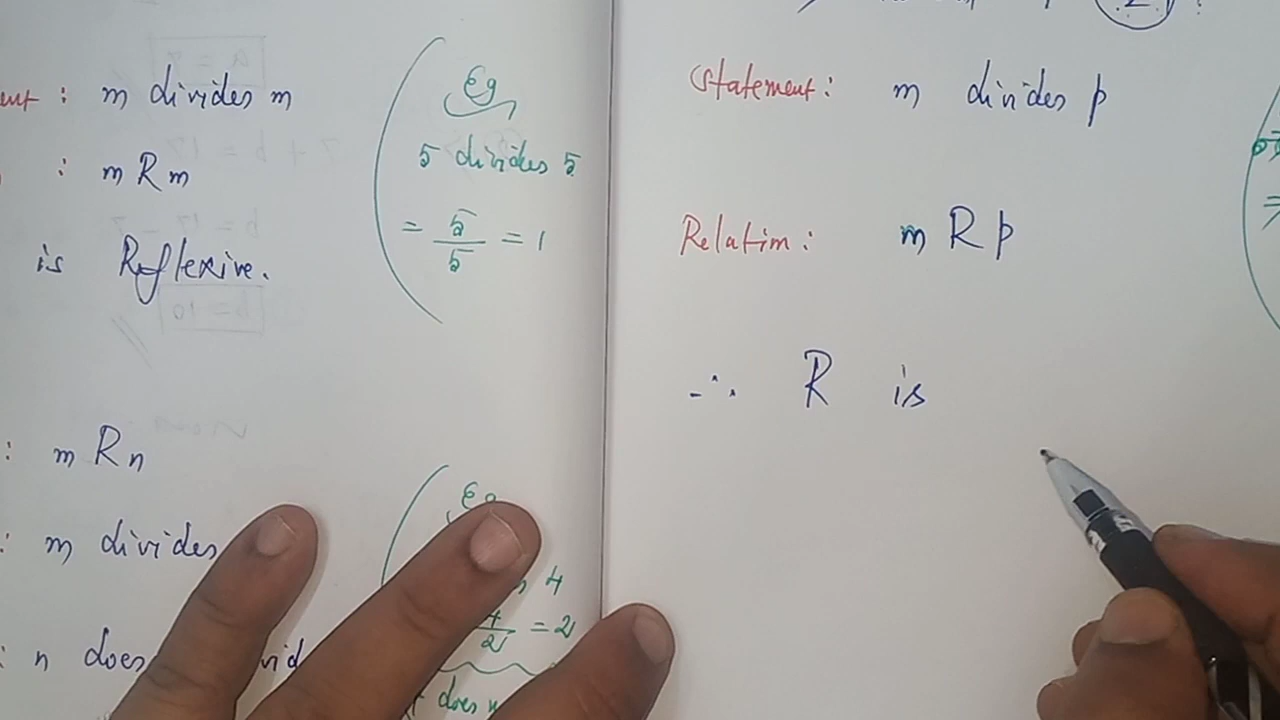 m divides m
: m R m
is Reflexive.
Eg
5 divides 5
= 5/5 = 1
: m R n
: m divides
: n does
Eg
4
4/2 = 2
does
Statement: m divides p
Relation: m R p
∴ R is